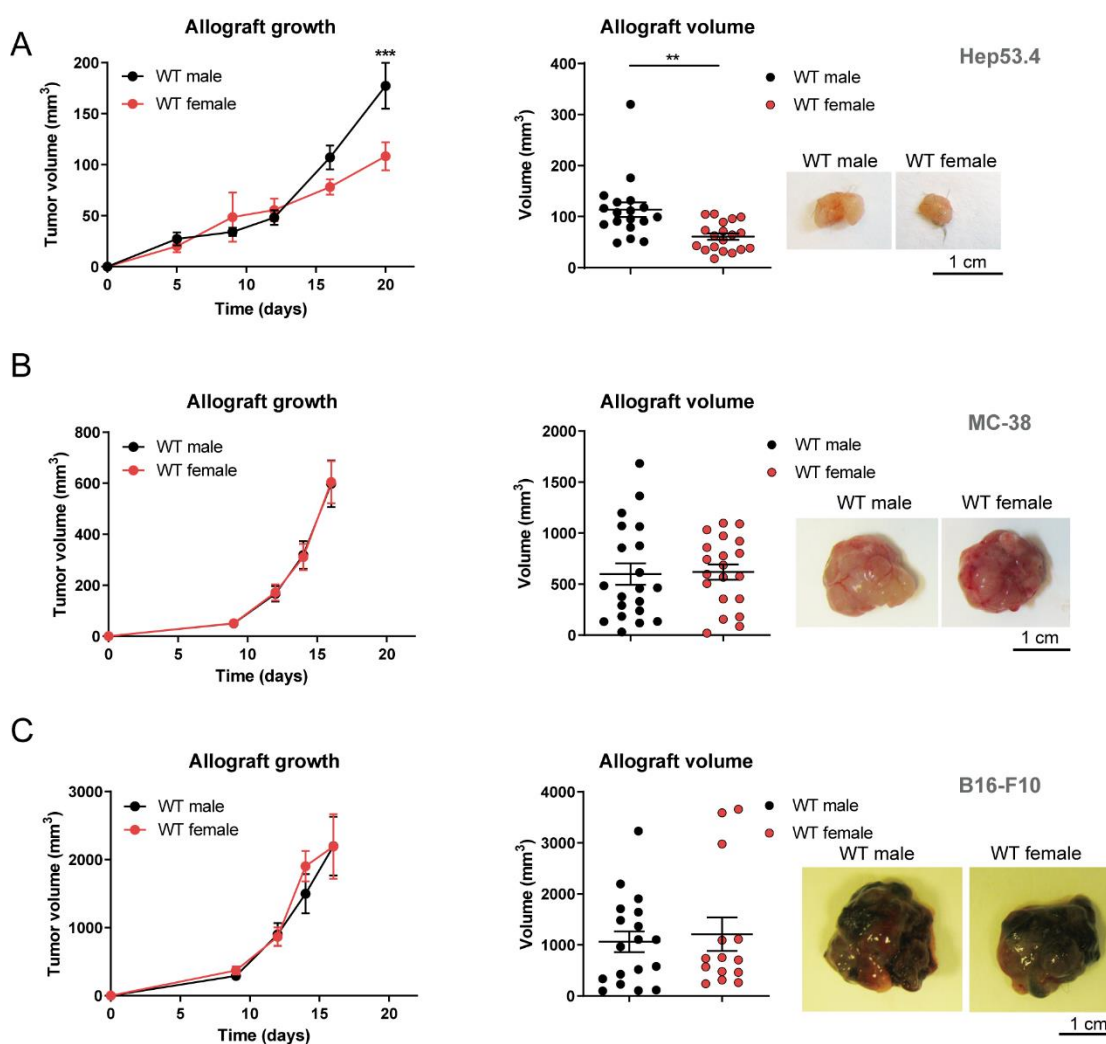 A
Allograft growth
Tumor volume (mm³)
200
150
100
50
0
WT male
WT female
***
0 5 10 15 20
Time (days)
Allograft volume
Volume (mm³)
400
300
200
100
0
**
WT male
WT female
Hep53.4
WT male WT female
1 cm
B
Allograft growth
Tumor volume (mm³)
800
600
400
200
0
WT male
WT female
0 5 10 15 20
Time (days)
Allograft volume
Volume (mm³)
2000
1500
1000
500
0
WT male
WT female
MC-38
WT male WT female
1 cm
C
Allograft growth
Tumor volume (mm³)
3000
2000
1000
0
WT male
WT female
0 5 10 15 20
Time (days)
Allograft volume
Volume (mm³)
4000
3000
2000
1000
0
WT male
WT female
B16-F10
WT male WT female
1 cm